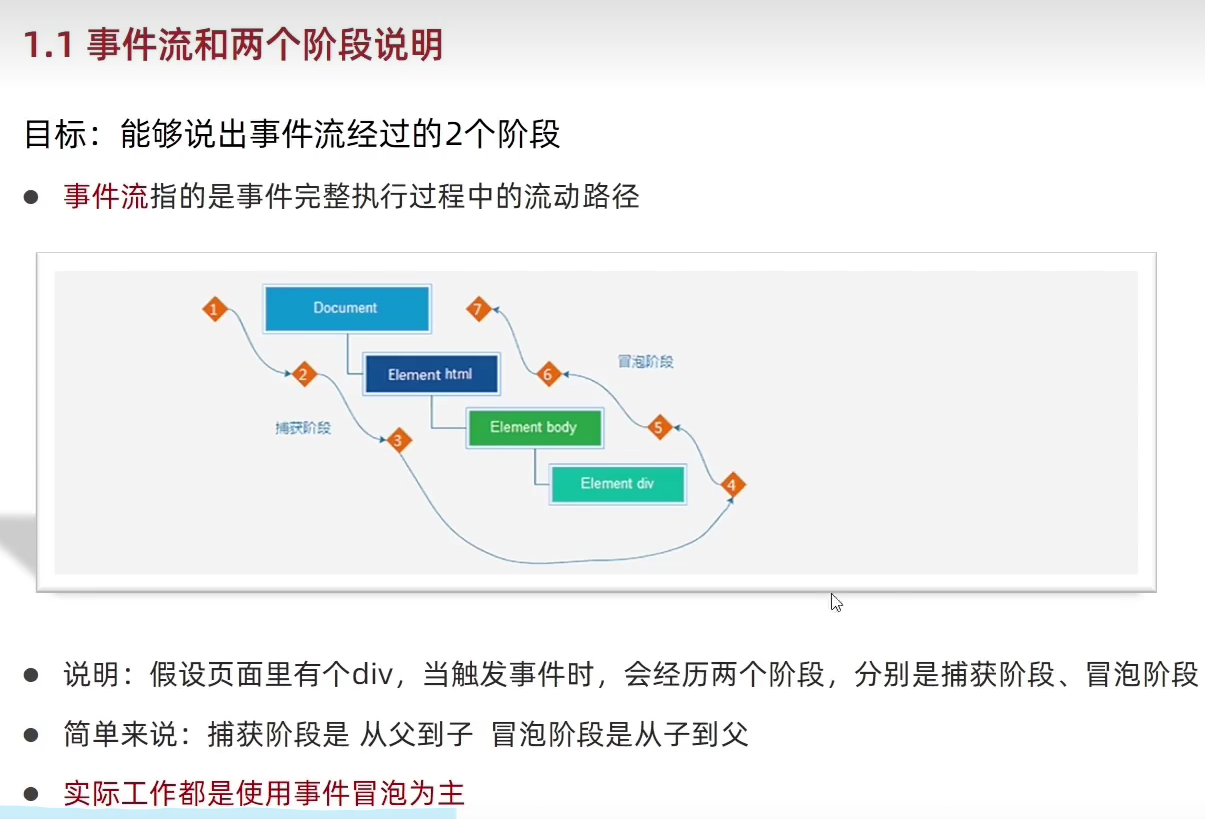 1.1 事件流和两个阶段说明
目标：能够说出事件流经过的2个阶段
事件流指的是事件完整执行过程中的流动路径
1
Document
7
2
Element html
6
冒泡阶段
捕获阶段
3
Element body
5
Element div
4
说明：假设页面里有个div，当触发事件时，会经历两个阶段，分别是捕获阶段、冒泡阶段
简单来说：捕获阶段是 从父到子 冒泡阶段是从子到父
实际工作都是使用事件冒泡为主